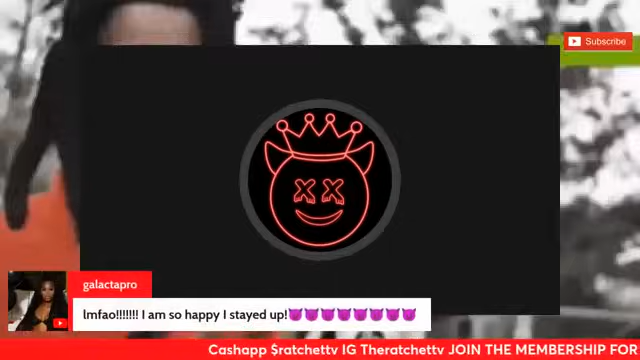 Subscribe
galactapro
lmfao!!!!!!! I am so happy I stayed up!😈😈😈😈😈😈😈😈
Cashapp $ratchettv IG Theratchettv JOIN THE MEMBERSHIP FOR